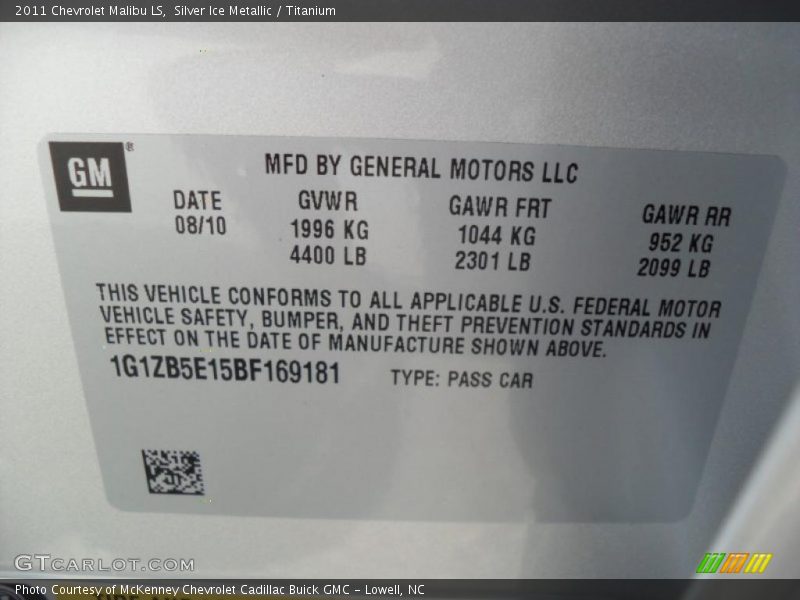 2011 Chevrolet Malibu LS, Silver Ice Metallic / Titanium
GM®
MFD BY GENERAL MOTORS LLC
DATE GVWR GAWR FRT GAWR RR
08/10 1996 KG 1044 KG 952 KG
4400 LB 2301 LB 2099 LB
THIS VEHICLE CONFORMS TO ALL APPLICABLE U.S. FEDERAL MOTOR
VEHICLE SAFETY, BUMPER, AND THEFT PREVENTION STANDARDS IN
EFFECT ON THE DATE OF MANUFACTURE SHOWN ABOVE.
1G1ZB5E15BF169181 TYPE: PASS CAR
GTCARLOT.COM
Photo Courtesy of McKenney Chevrolet Cadillac Buick GMC - Lowell, NC